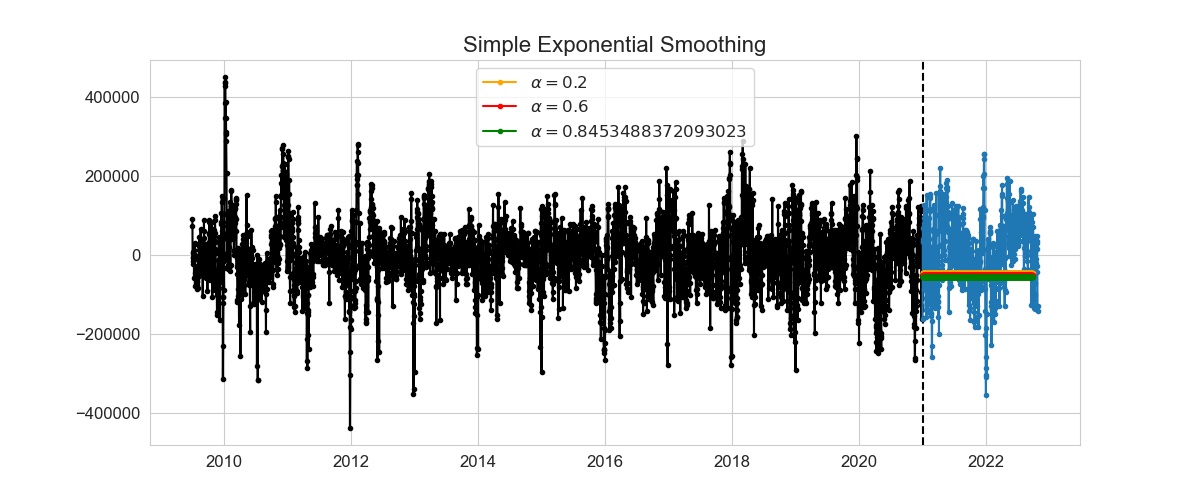 Simple Exponential Smoothing
α = 0.2
α = 0.6
α = 0.8453488372093023
400000
200000
0
−200000
−400000
2010 2012 2014 2016 2018 2020 2022